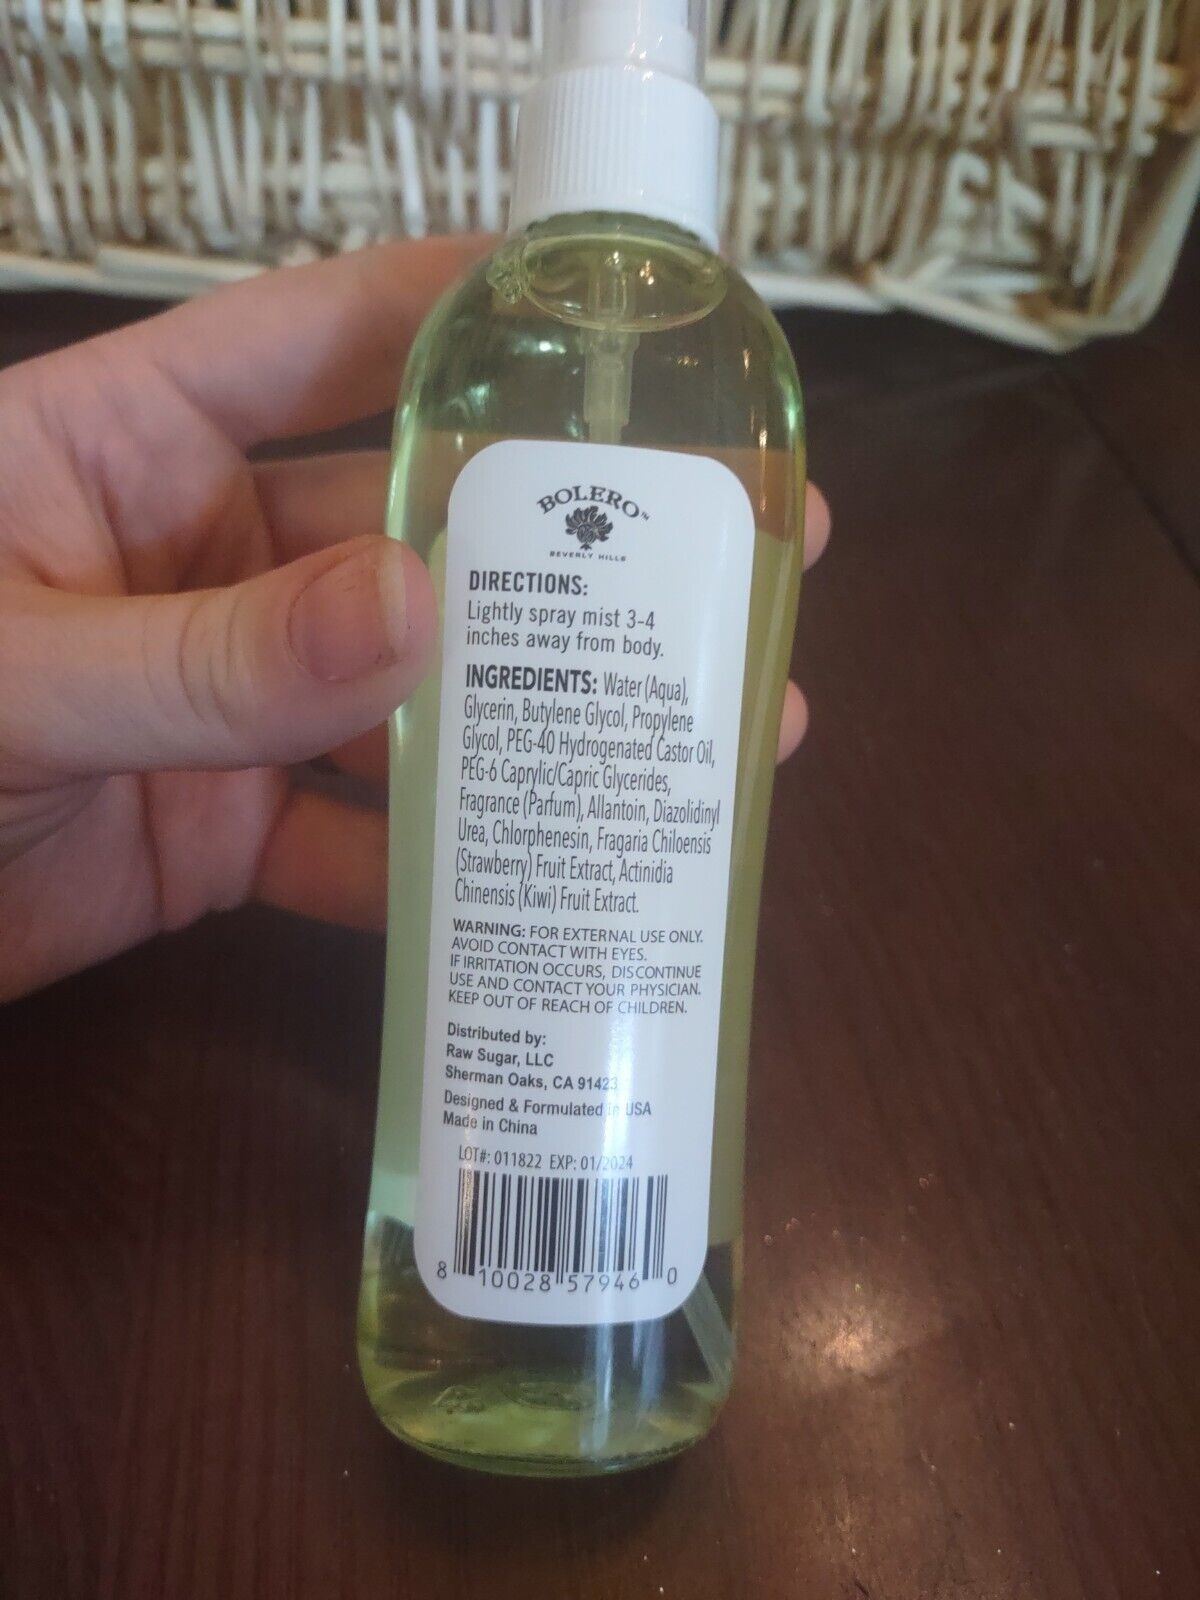 BOLERO™
BEVERLY HILLS
DIRECTIONS:
Lightly spray mist 3-4
inches away from body.
INGREDIENTS: Water (Aqua),
Glycerin, Butylene Glycol, Propylene
Glycol, PEG-40 Hydrogenated Castor Oil,
PEG-6 Caprylic/Capric Glycerides,
Fragrance (Parfum), Allantoin, Diazolidinyl
Urea, Chlorphenesin, Fragaria Chiloensis
(Strawberry) Fruit Extract, Actinidia
Chinensis (Kiwi) Fruit Extract.
WARNING: FOR EXTERNAL USE ONLY.
AVOID CONTACT WITH EYES.
IF IRRITATION OCCURS, DISCONTINUE
USE AND CONTACT YOUR PHYSICIAN.
KEEP OUT OF REACH OF CHILDREN.
Distributed by:
Raw Sugar, LLC
Sherman Oaks, CA 91423
Designed & Formulated in USA
Made in China
LOT#: 011822 EXP: 01/2024
8 10028 57946 0